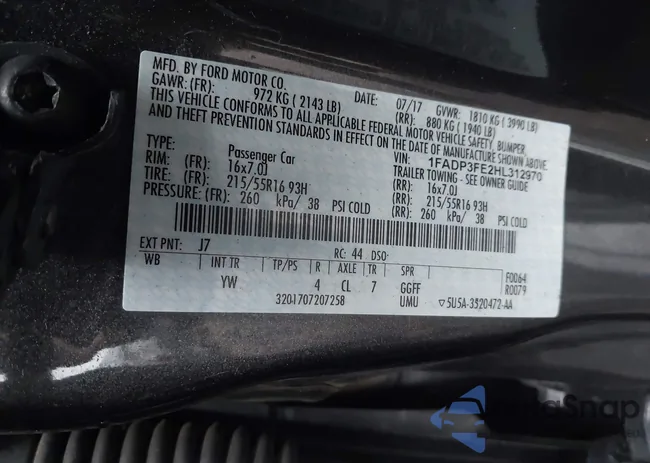 MFD. BY FORD MOTOR CO.
DATE: 07/17 GVWR: 1810 KG ( 3990 LB)
GAWR: (FR): 972 KG ( 2143 LB) (RR): 880 KG ( 1940 LB)
THIS VEHICLE CONFORMS TO ALL APPLICABLE FEDERAL MOTOR VEHICLE SAFETY, BUMPER,
AND THEFT PREVENTION STANDARDS IN EFFECT ON THE DATE OF MANUFACTURE SHOWN ABOVE.
VIN: 1FADP3FE2HL312970
TYPE: Passenger Car TRAILER TOWING - SEE OWNER GUIDE
RIM: (FR): 16x7.0J (RR): 16x7.0J
TIRE: (FR): 215/55R16 93H (RR): 215/55R16 93H
PRESSURE: (FR): 260 kPa/ 38 PSI COLD (RR): 260 kPa/ 38 PSI COLD
EXT PNT: J7 RC: 44 DSO:
WB INT TR TP/PS R AXLE TR SPR F0064
YW 4 CL 7 GGFF R0079
3201707207258 UMU ▽5U5A-3520472-AA